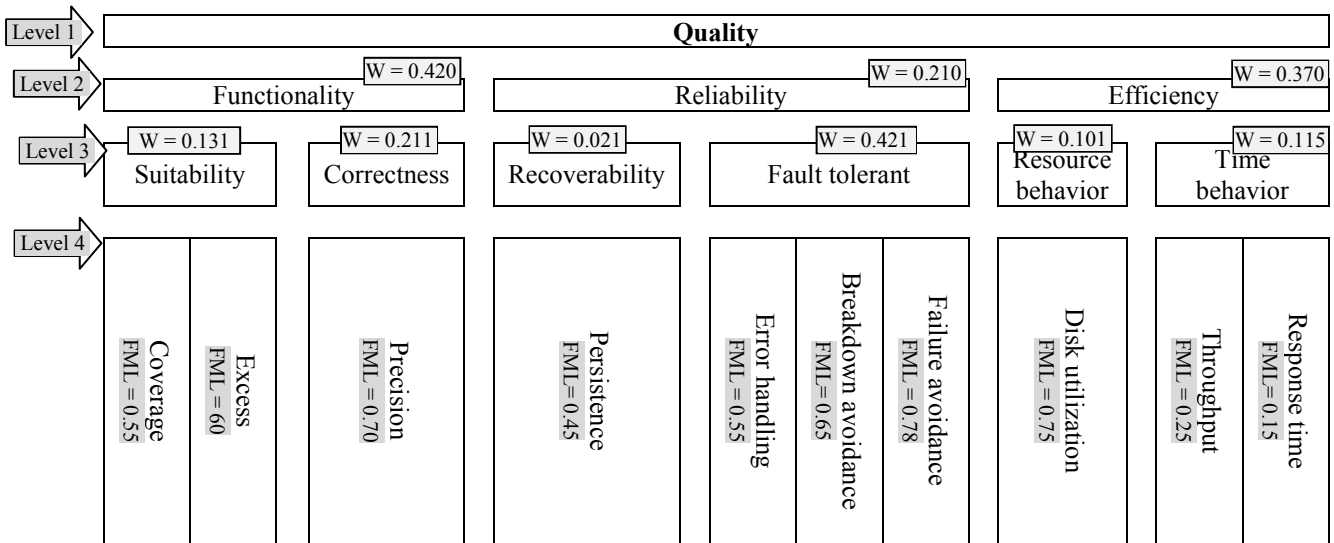 Level 1
Quality
Level 2
W = 0.420
Functionality
W = 0.210
Reliability
W = 0.370
Efficiency
Level 3
W = 0.131
Suitability
W = 0.211
Correctness
W = 0.021
Recoverability
W = 0.421
Fault tolerant
W = 0.101
Resource
behavior
W = 0.115
Time
behavior
Level 4
Coverage
FML = 0.55
Excess
FML = 60
Precision
FML = 0.70
Persistence
FML= 0.45
Error handling
FML = 0.55
Breakdown avoidance
FML= 0.65
Failure avoidance
FML = 0.78
Disk utilization
FML = 0.75
Throughput
FML = 0.25
Response time
FML= 0.15